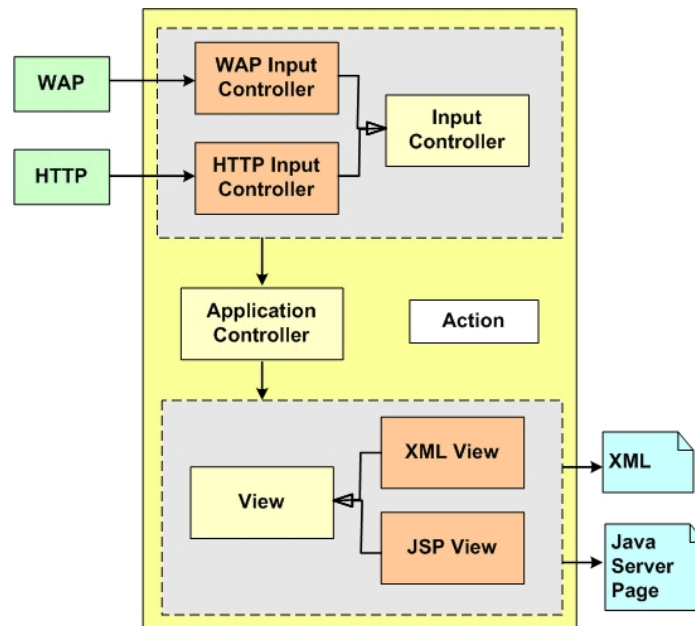 WAP
WAP Input
Controller
Input
Controller
HTTP
HTTP Input
Controller
Application
Controller
Action
XML View
XML
View
JSP View
Java
Server
Page